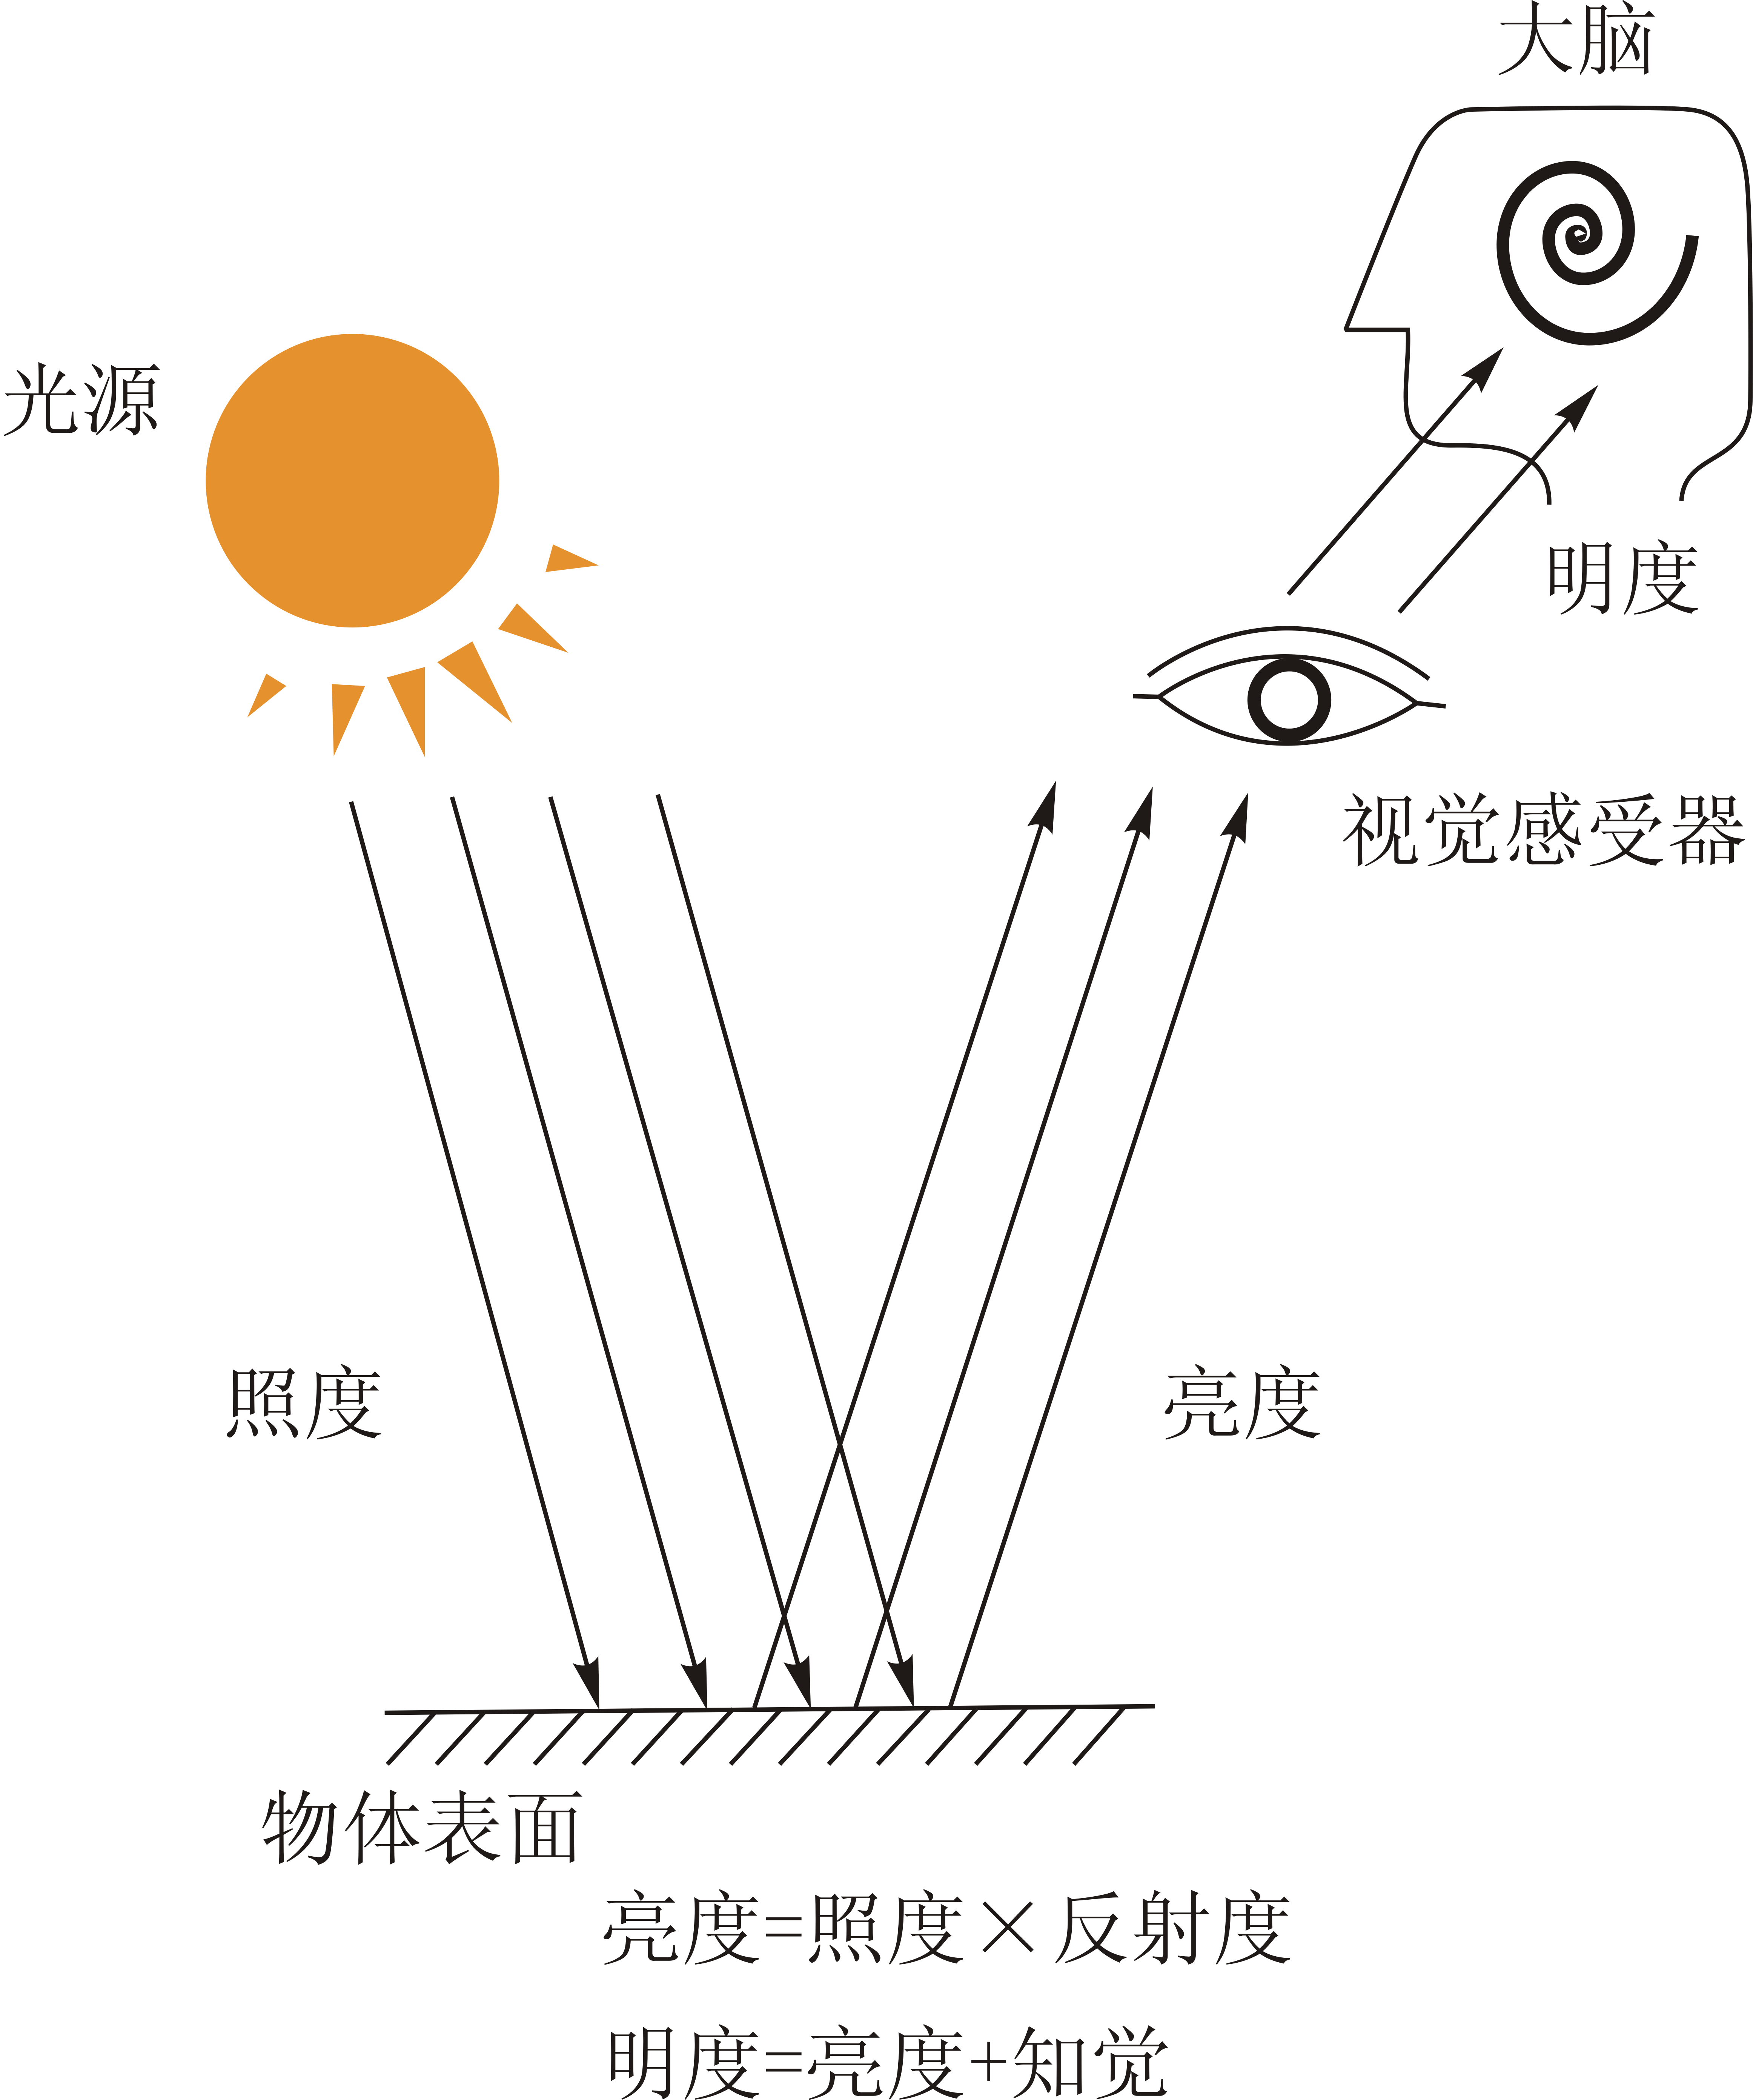 大脑
光源
明度
视觉感受器
照度
亮度
物体表面
亮度=照度×反射度
明度=亮度+知觉